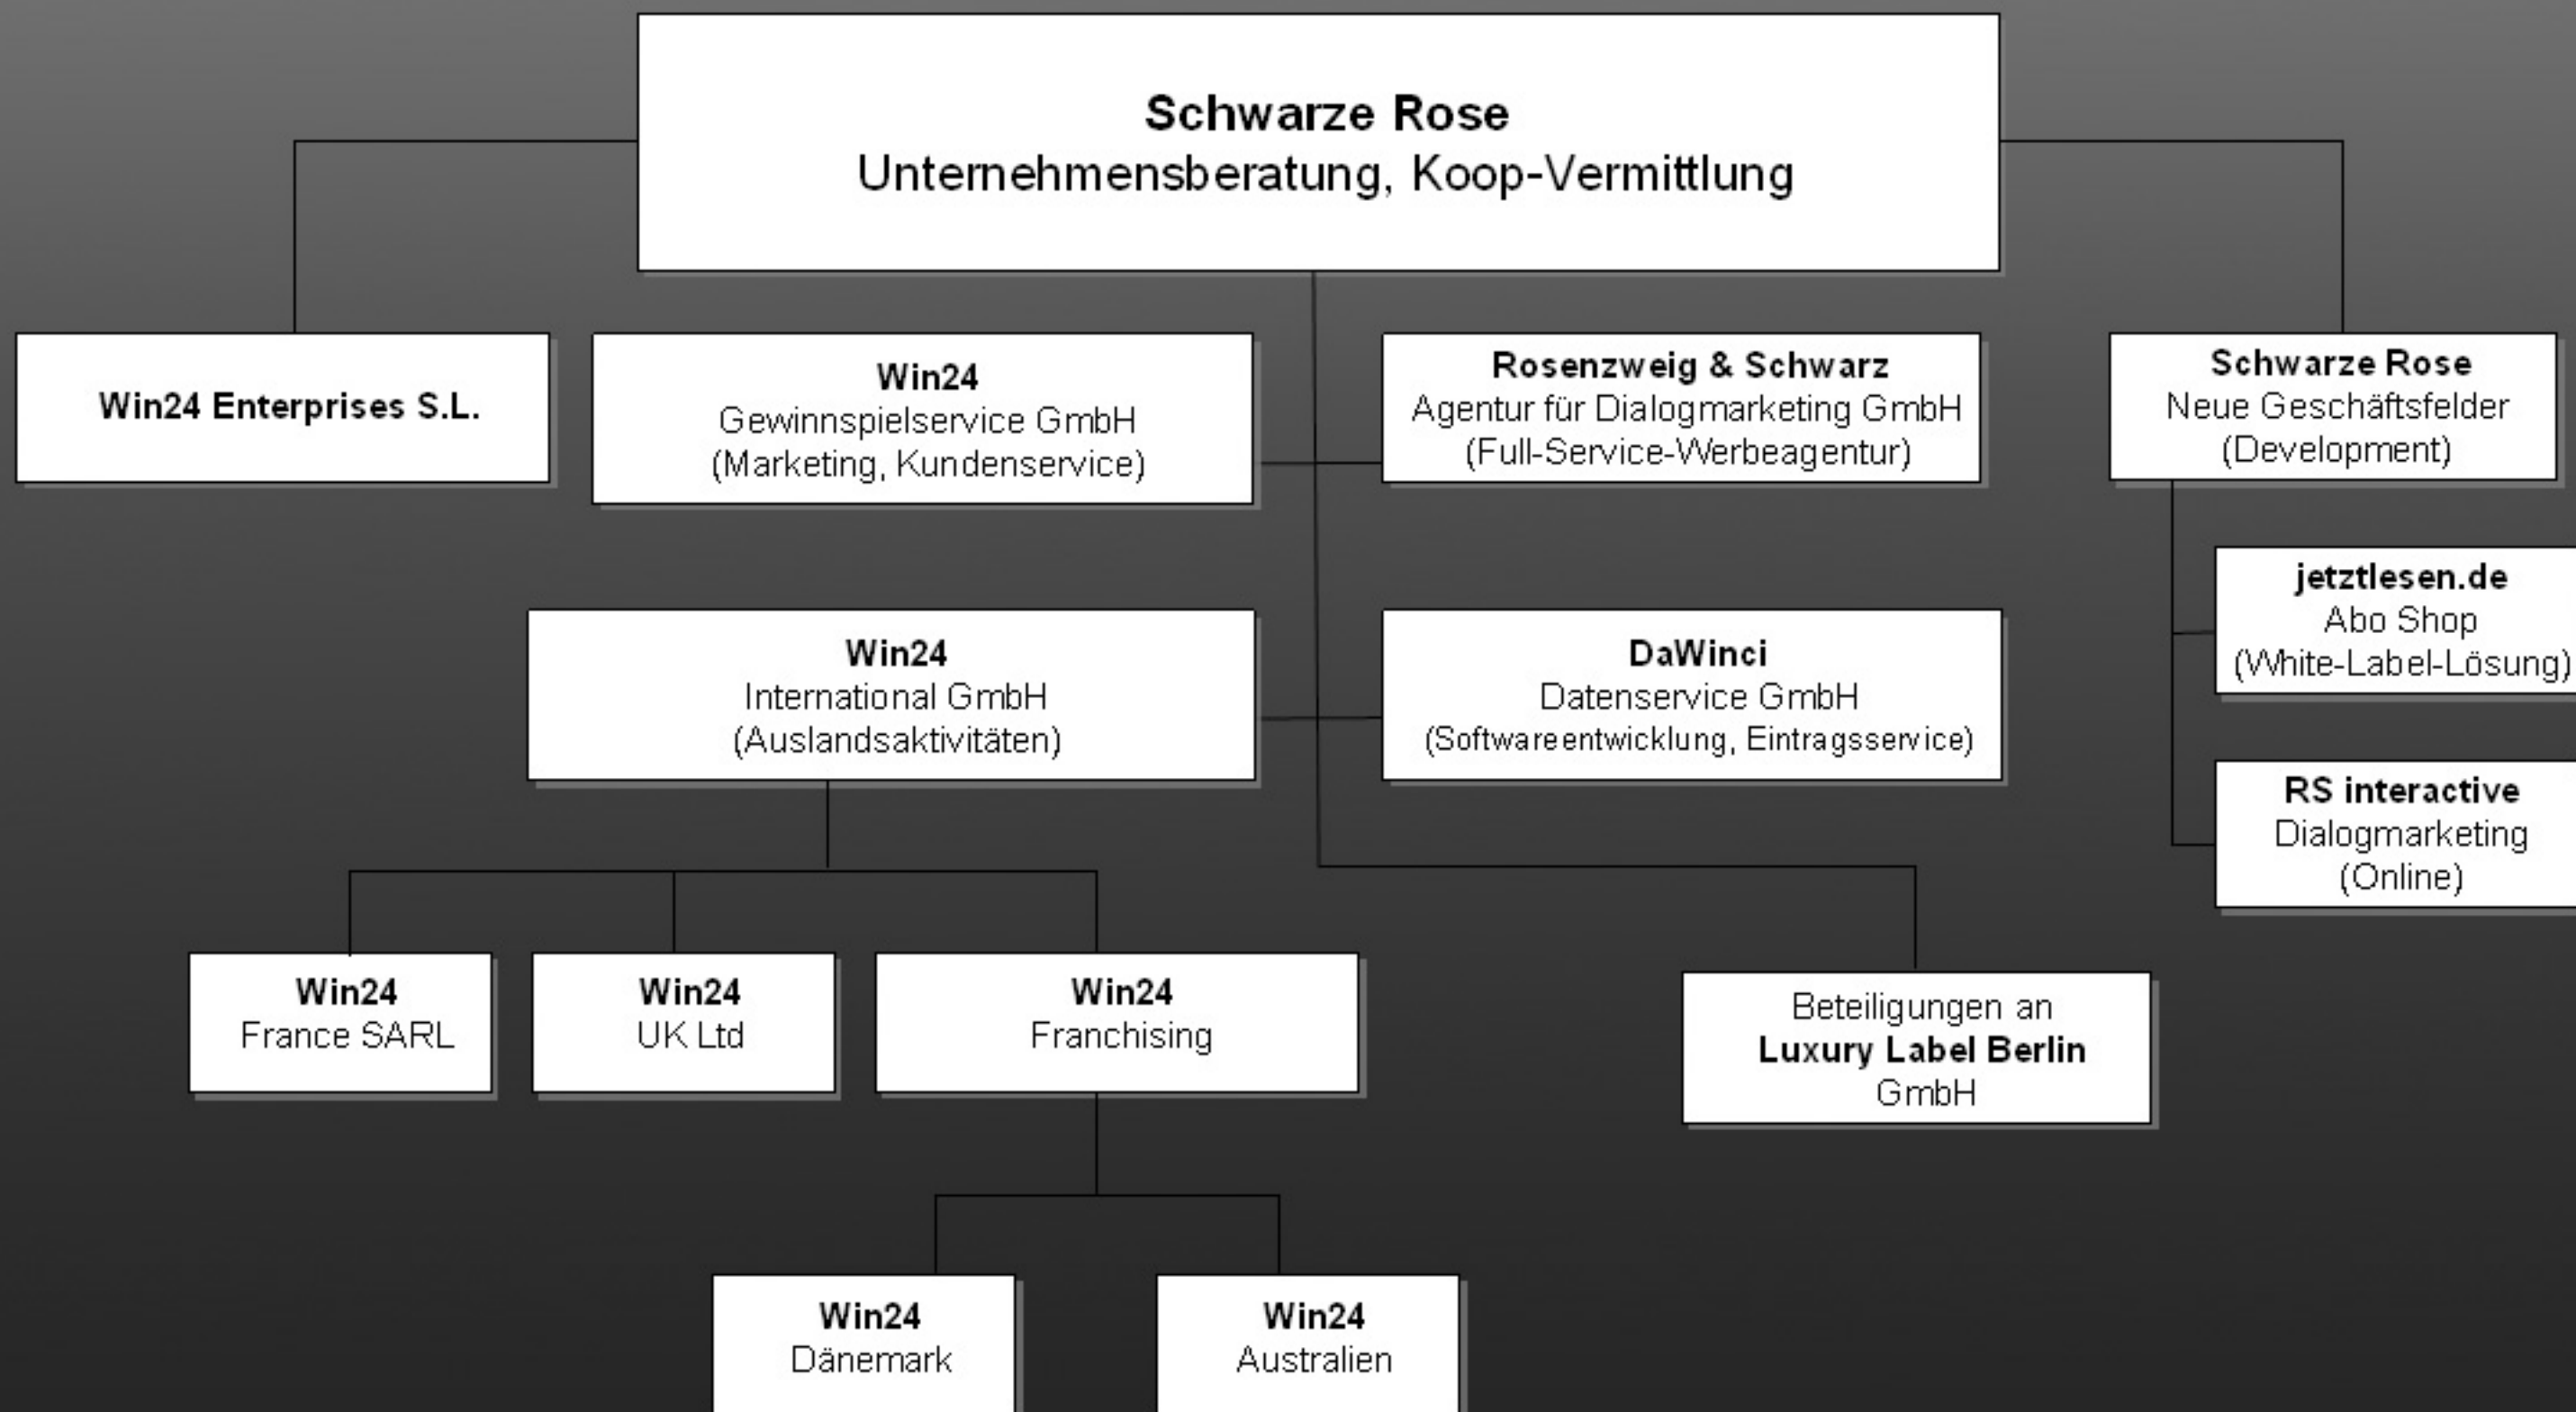 Schwarze Rose
Unternehmensberatung, Koop-Vermittlung
Win24 Enterprises S.L.
Win24
Gewinnspielservice GmbH
(Marketing, Kundenservice)
Rosenzweig & Schwarz
Agentur für Dialogmarketing GmbH
(Full-Service-Werbeagentur)
Schwarze Rose
Neue Geschäftsfelder
(Development)
jetztlesen.de
Abo Shop
(White-Label-Lösung)
Win24
International GmbH
(Auslandsaktivitäten)
DaWinci
Datenservice GmbH
(Softwareentwicklung, Eintragsservice)
RS interactive
Dialogmarketing
(Online)
Win24
France SARL
Win24
UK Ltd
Win24
Franchising
Beteiligungen an
Luxury Label Berlin
GmbH
Win24
Dänemark
Win24
Australien